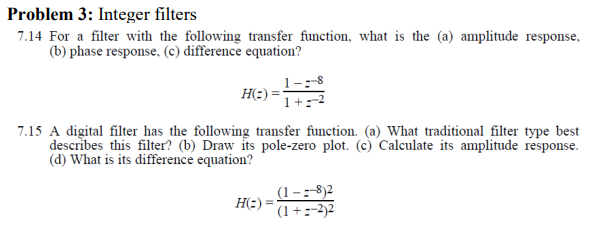 Problem 3: Integer filters
7.14 For a filter with the following transfer function, what is the (a) amplitude response,
(b) phase response, (c) difference equation?
H(z) = (1 − z⁻⁸) / (1 + z⁻²)
7.15 A digital filter has the following transfer function. (a) What traditional filter type best
describes this filter? (b) Draw its pole-zero plot. (c) Calculate its amplitude response.
(d) What is its difference equation?
H(z) = (1 − z⁻⁸)² / (1 + z⁻²)²